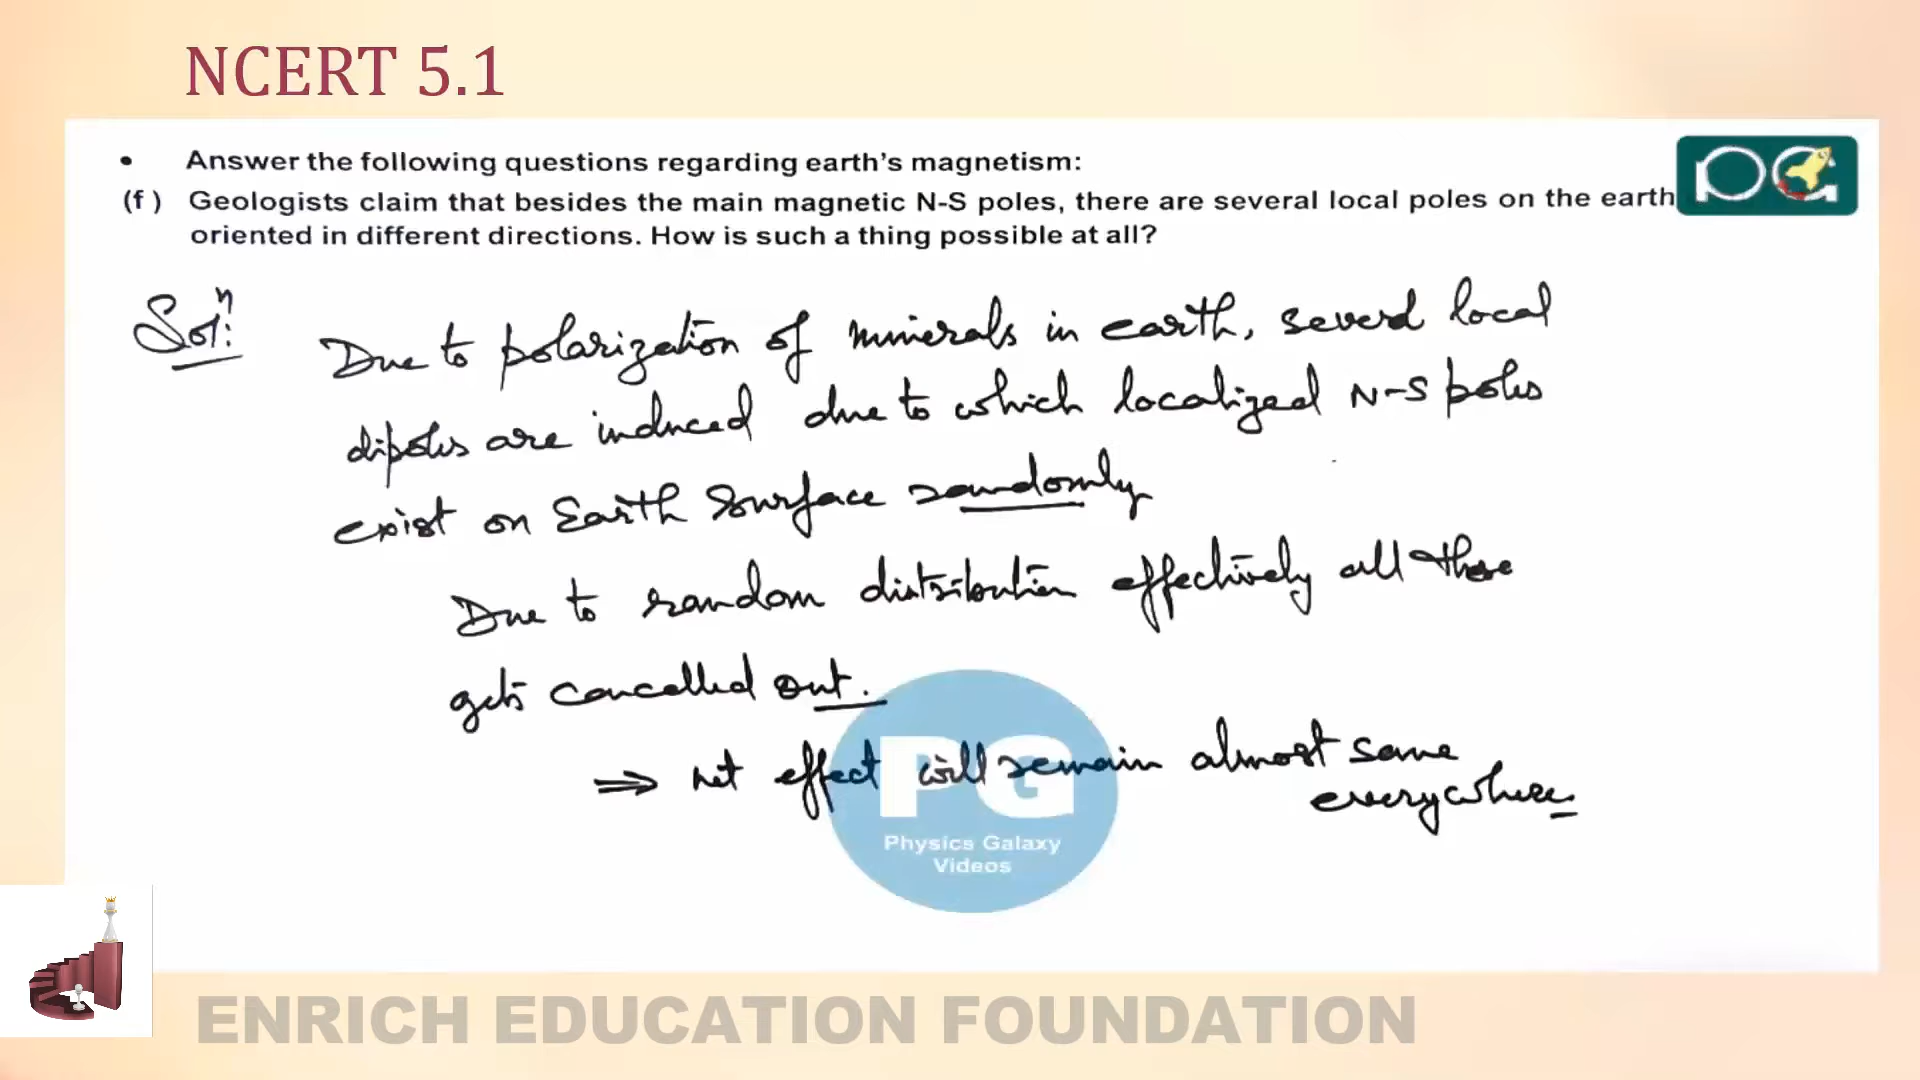 NCERT 5.1
• Answer the following questions regarding earth's magnetism:
(f) Geologists claim that besides the main magnetic N-S poles, there are several local poles on the earth
oriented in different directions. How is such a thing possible at all?
Solⁿ: Due to polarization of minerals in earth, several local
dipoles are induced due to which localized N-S poles
exist on Earth surface randomly
Due to random distribution effectively all these
gets cancelled out.
⇒ net effect will remain almost same
everywhere
PG
Physics Galaxy
Videos
ENRICH EDUCATION FOUNDATION